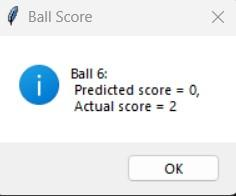 Ball Score
Ball 6:
Predicted score = 0,
Actual score = 2
OK